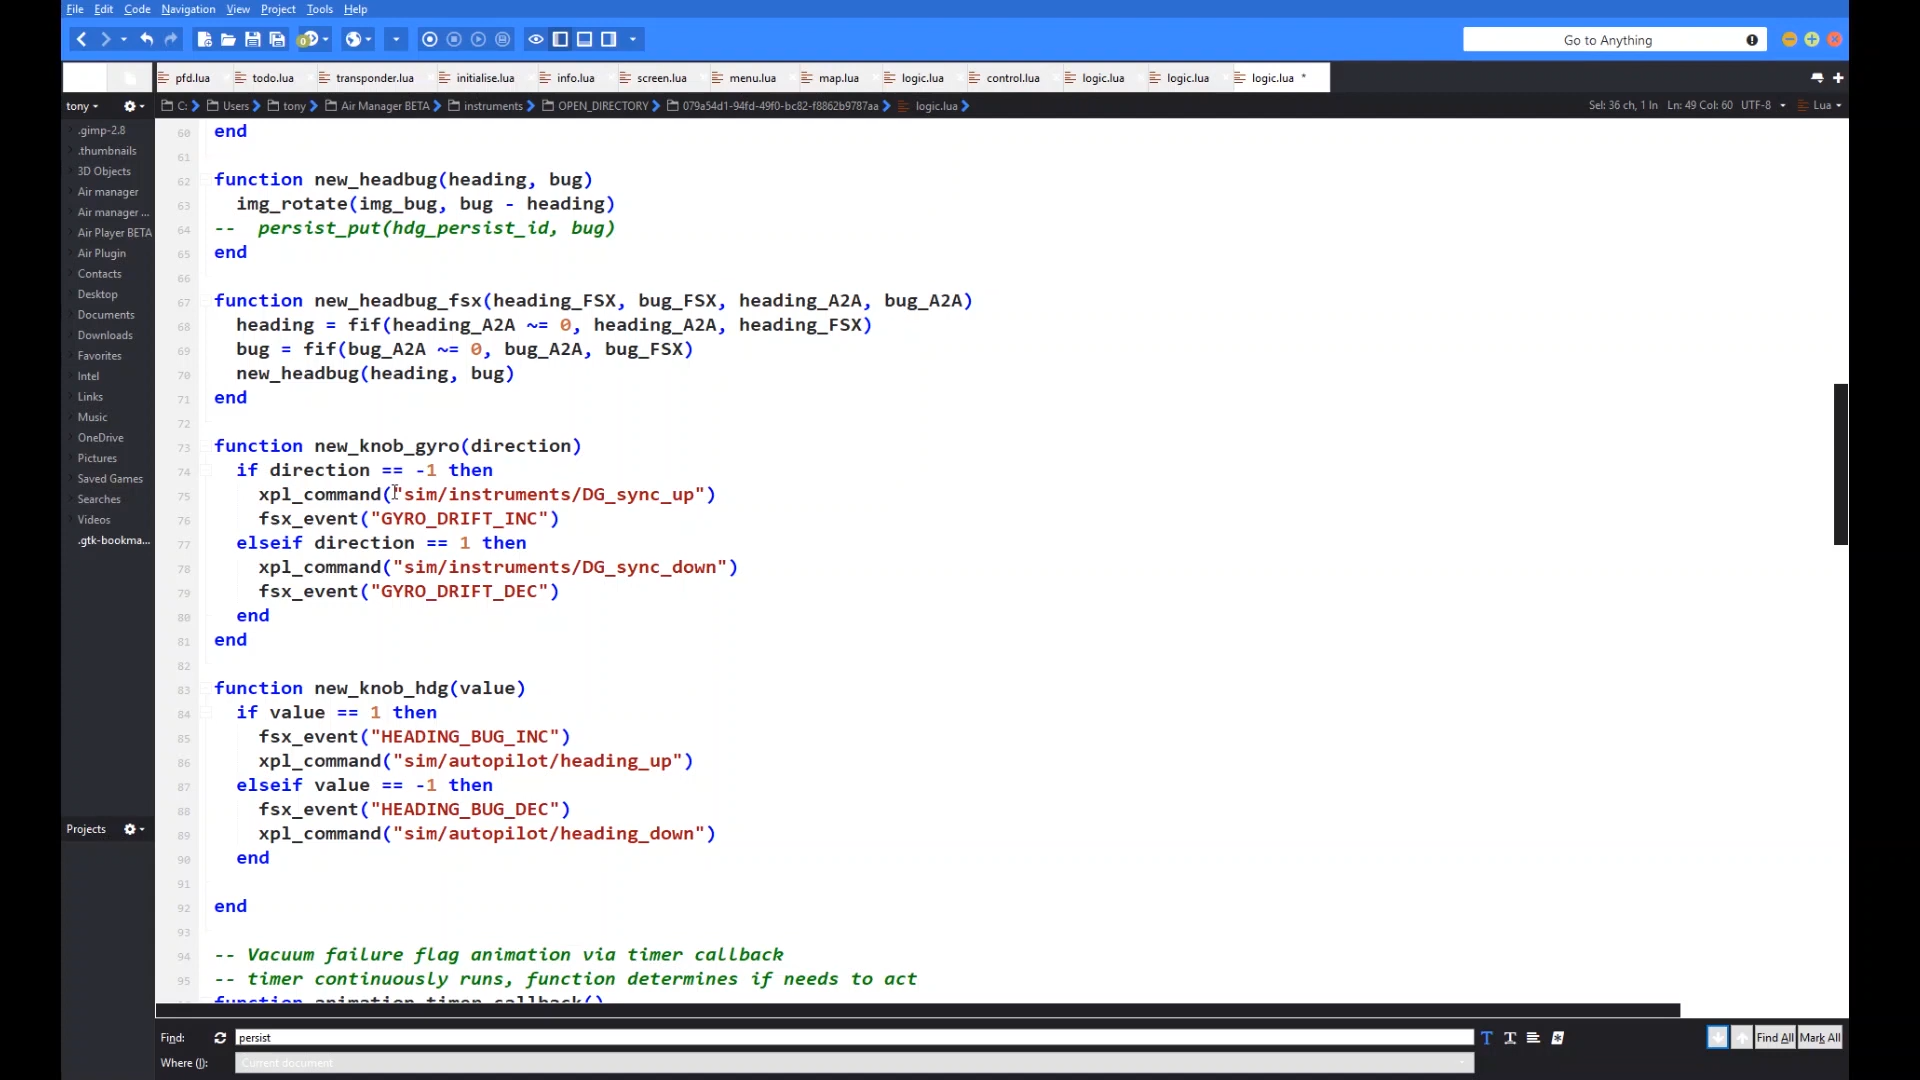 File Edit Code Navigation View Project Tools Help
Go to Anything
pfd.lua todo.lua transponder.lua initialise.lua info.lua screen.lua menu.lua map.lua logic.lua control.lua logic.lua logic.lua logic.lua *
tony C: Users tony Air Manager BETA instruments OPEN_DIRECTORY 079a54d1-94fd-49f0-bc82-f8862b9787aa logic.lua Sel: 36 ch, 1 ln Ln: 49 Col: 60 UTF-8 Lua
.gimp-2.8
.thumbnails
3D Objects
Air manager
Air manager ...
Air Player BETA
Air Plugin
Contacts
Desktop
Documents
Downloads
Favorites
Intel
Links
Music
OneDrive
Pictures
Saved Games
Searches
Videos
.gtk-bookma...
Projects
60 end
61
62 function new_headbug(heading, bug)
63 img_rotate(img_bug, bug - heading)
64 -- persist_put(hdg_persist_id, bug)
65 end
66
67 function new_headbug_fsx(heading_FSX, bug_FSX, heading_A2A, bug_A2A)
68 heading = fif(heading_A2A ~= 0, heading_A2A, heading_FSX)
69 bug = fif(bug_A2A ~= 0, bug_A2A, bug_FSX)
70 new_headbug(heading, bug)
71 end
72
73 function new_knob_gyro(direction)
74 if direction == -1 then
75 xpl_command("sim/instruments/DG_sync_up")
76 fsx_event("GYRO_DRIFT_INC")
77 elseif direction == 1 then
78 xpl_command("sim/instruments/DG_sync_down")
79 fsx_event("GYRO_DRIFT_DEC")
80 end
81 end
82
83 function new_knob_hdg(value)
84 if value == 1 then
85 fsx_event("HEADING_BUG_INC")
86 xpl_command("sim/autopilot/heading_up")
87 elseif value == -1 then
88 fsx_event("HEADING_BUG_DEC")
89 xpl_command("sim/autopilot/heading_down")
90 end
91
92 end
93
94 -- Vacuum failure flag animation via timer callback
95 -- timer continuously runs, function determines if needs to act
function animation_timer_callback()
Find: persist Find All Mark All
Where (I): Current document